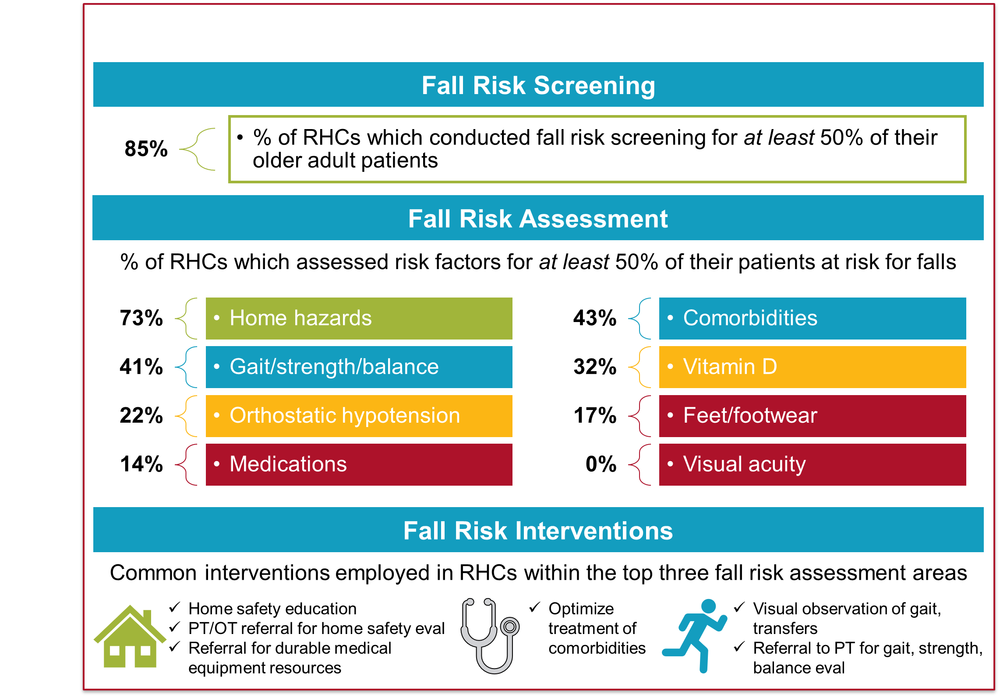 Fall Risk Screening
85%
• % of RHCs which conducted fall risk screening for at least 50% of their
older adult patients
Fall Risk Assessment
% of RHCs which assessed risk factors for at least 50% of their patients at risk for falls
73% • Home hazards
43% • Comorbidities
41% • Gait/strength/balance
32% • Vitamin D
22% • Orthostatic hypotension
17% • Feet/footwear
14% • Medications
0% • Visual acuity
Fall Risk Interventions
Common interventions employed in RHCs within the top three fall risk assessment areas
✓ Home safety education
✓ PT/OT referral for home safety eval
✓ Referral for durable medical
equipment resources
✓ Optimize
treatment of
comorbidities
✓ Visual observation of gait,
transfers
✓ Referral to PT for gait, strength,
balance eval